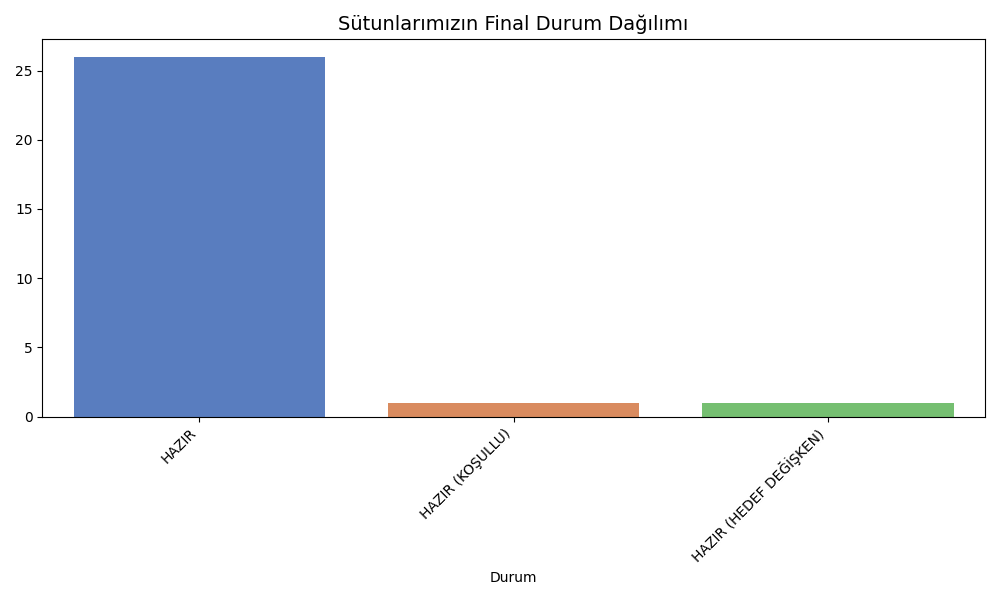 Sütunlarımızın Final Durum Dağılımı
25
20
15
10
5
0
HAZIR
HAZIR (KOŞULLU)
HAZIR (HEDEF DEĞİŞKEN)
Durum